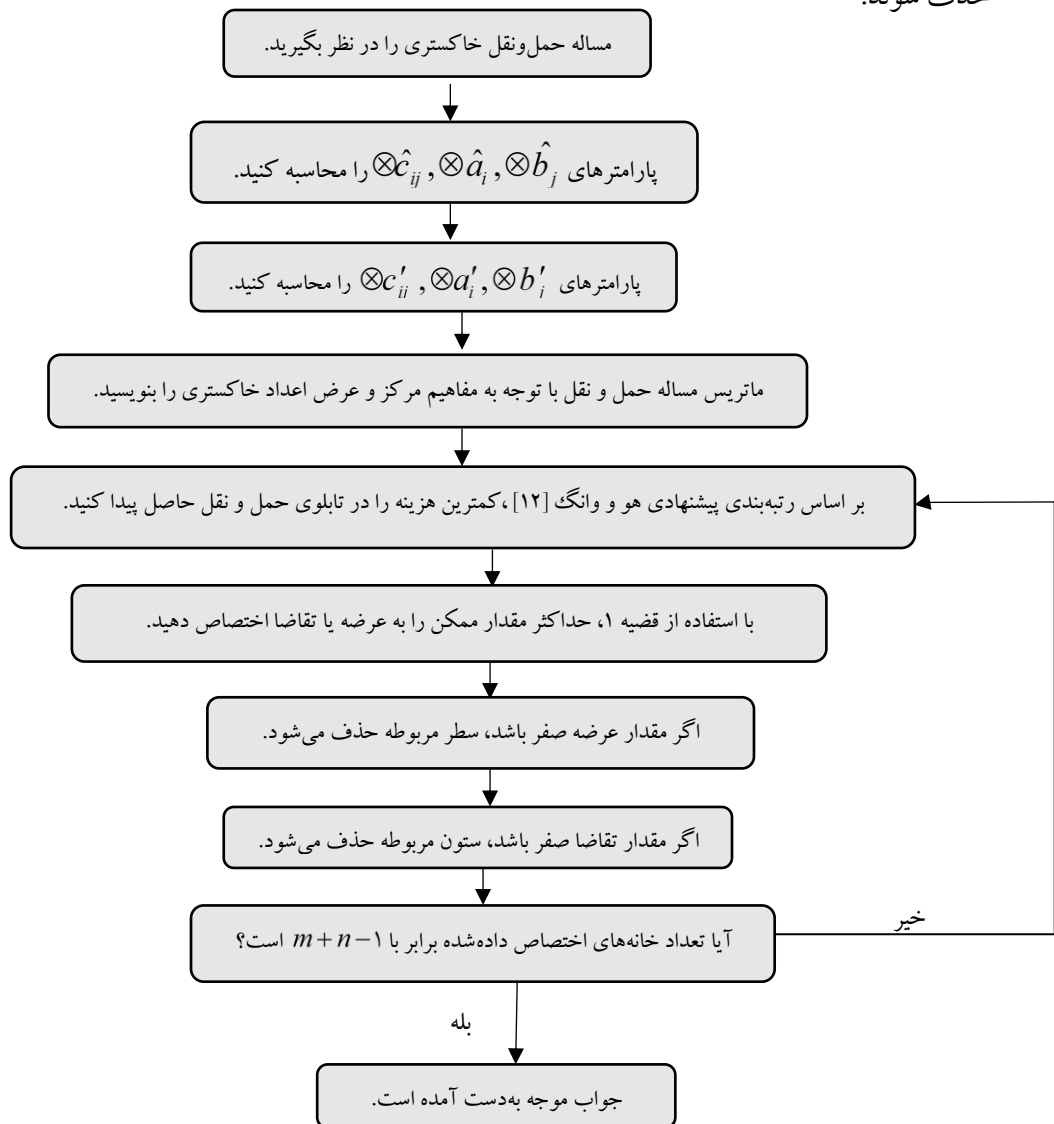 شوند.
مساله حمل‌ونقل خاکستری را در نظر بگیرید.
پارامترهای ⊗ĉ_ij , ⊗â_i , ⊗b̂_j را محاسبه کنید.
پارامترهای ⊗c′_ij , ⊗a′_i , ⊗b′_j را محاسبه کنید.
ماتریس مساله حمل و نقل با توجه به مفاهیم مرکز و عرض اعداد خاکستری را بنویسید.
بر اساس رتبه‌بندی پیشنهادی هو و وانگ [۱۲]، کمترین هزینه را در تابلوی حمل و نقل حاصل پیدا کنید.
با استفاده از قضیه ۱، حداکثر مقدار ممکن را به عرضه یا تقاضا اختصاص دهید.
اگر مقدار عرضه صفر باشد، سطر مربوطه حذف می‌شود.
اگر مقدار تقاضا صفر باشد، ستون مربوطه حذف می‌شود.
آیا تعداد خانه‌های اختصاص داده‌شده برابر با m+n−۱ است؟
خیر
بله
جواب موجه به‌دست آمده است.